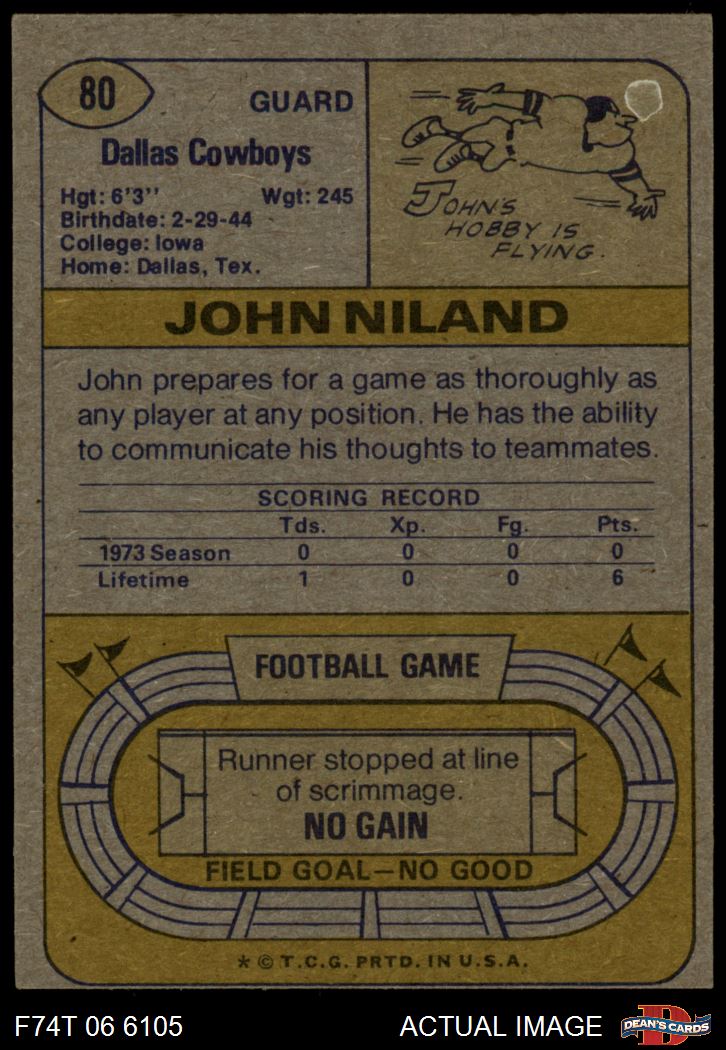 80
GUARD
Dallas Cowboys
Hgt: 6'3'' Wgt: 245
Birthdate: 2-29-44
College: Iowa
Home: Dallas, Tex.
JOHN'S
HOBBY IS
FLYING.
JOHN NILAND
John prepares for a game as thoroughly as
any player at any position. He has the ability
to communicate his thoughts to teammates.
SCORING RECORD
Tds. Xp. Fg. Pts.
1973 Season 0 0 0 0
Lifetime 1 0 0 6
FOOTBALL GAME
Runner stopped at line
of scrimmage.
NO GAIN
FIELD GOAL—NO GOOD
* © T.C.G. PRTD. IN U.S.A.
F74T 06 6105 ACTUAL IMAGE
D
DEAN'S CARDS